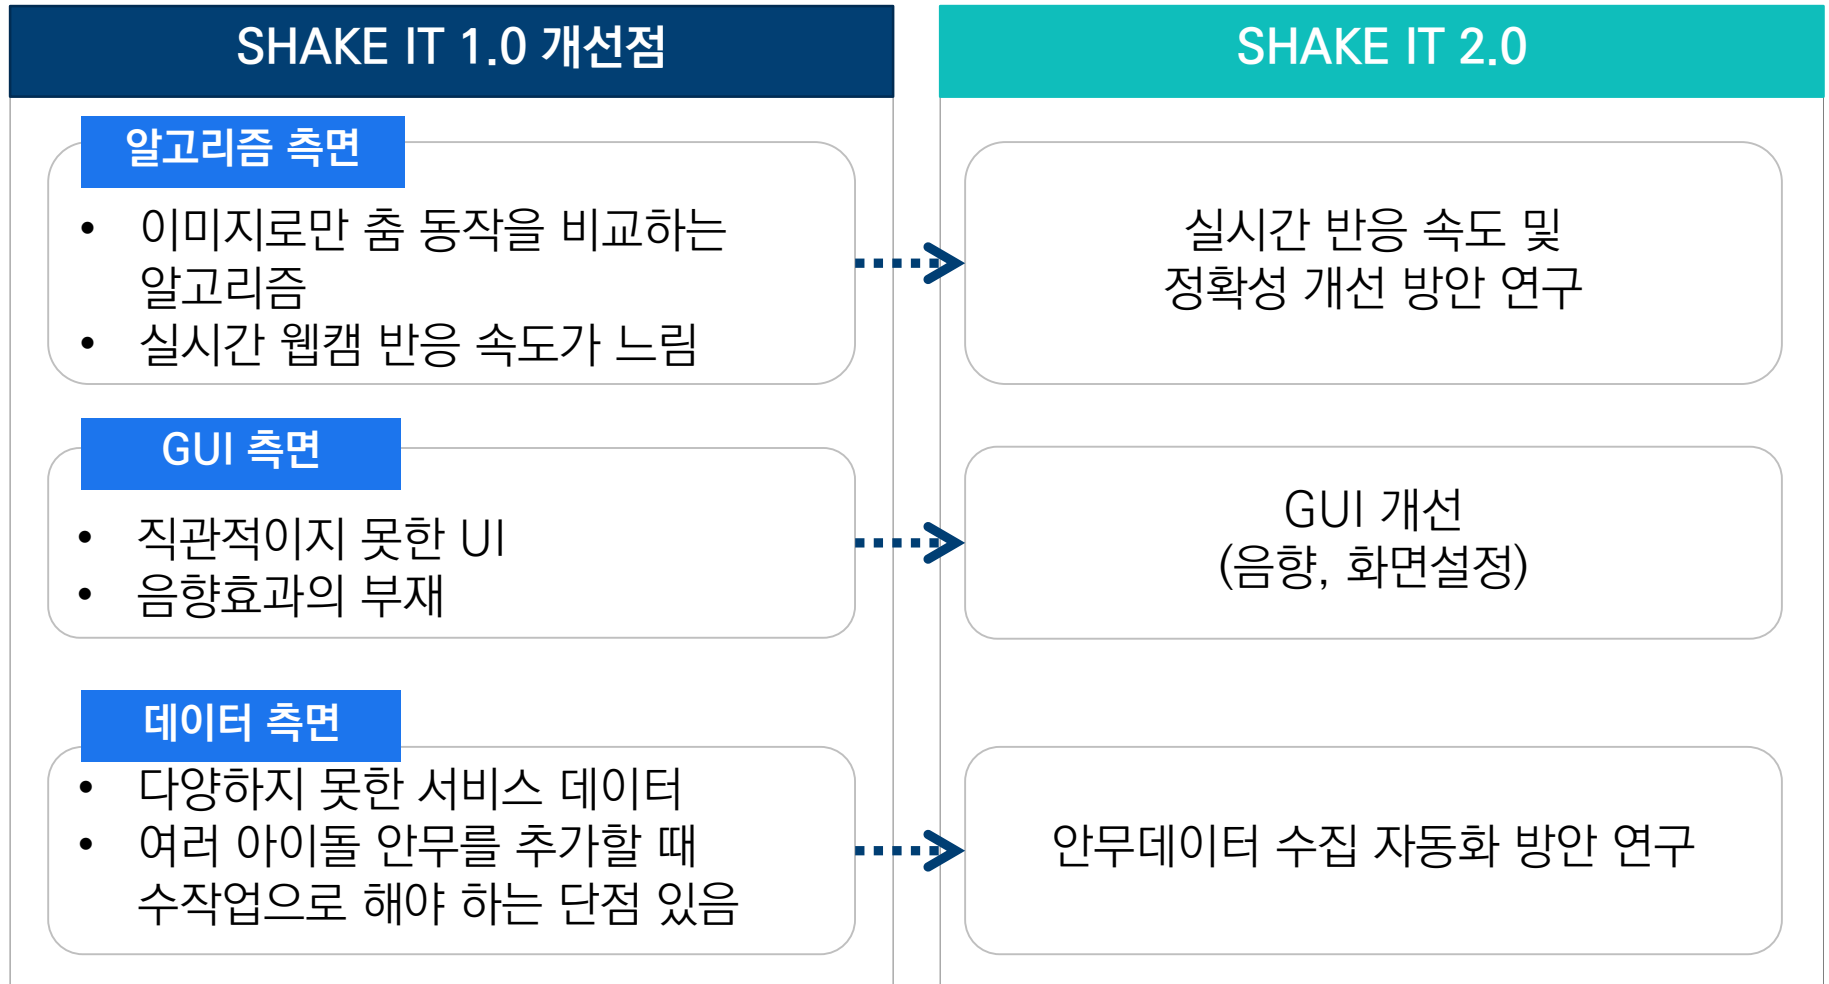 SHAKE IT 1.0 개선점
알고리즘 측면
• 이미지로만 춤 동작을 비교하는
알고리즘
• 실시간 웹캠 반응 속도가 느림
GUI 측면
• 직관적이지 못한 UI
• 음향효과의 부재
데이터 측면
• 다양하지 못한 서비스 데이터
• 여러 아이돌 안무를 추가할 때
수작업으로 해야 하는 단점 있음
SHAKE IT 2.0
실시간 반응 속도 및
정확성 개선 방안 연구
GUI 개선
(음향, 화면설정)
안무데이터 수집 자동화 방안 연구